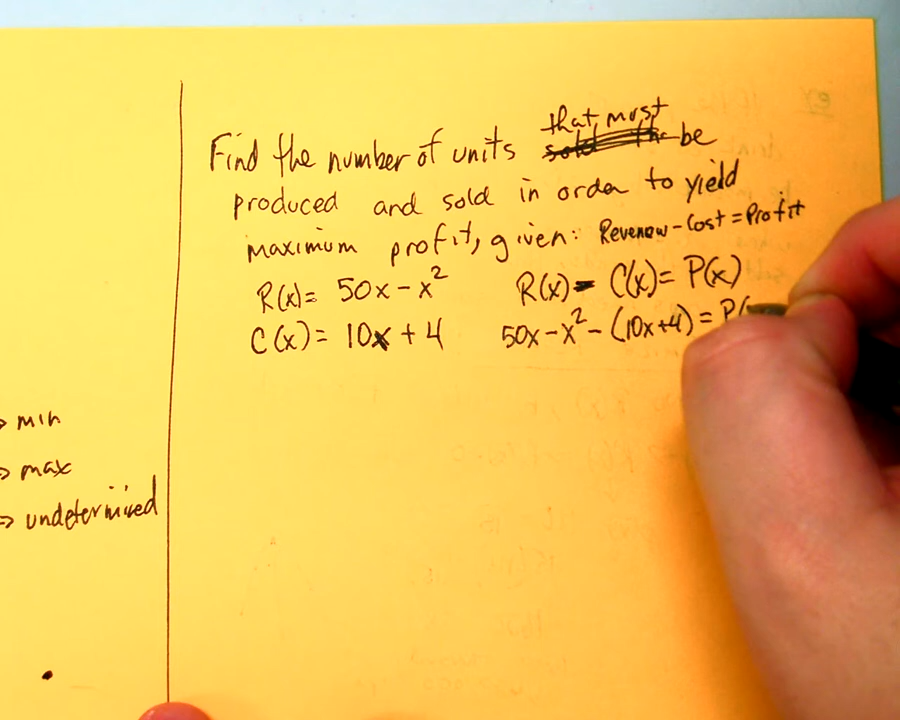 Find the number of units that must be
produced and sold in order to yield
maximum profit, given: Revenew - Cost = Profit
R(x) = 50x - x² R(x) - C(x) = P(x)
C(x) = 10x + 4 50x - x² - (10x+4) = P(
→ min
→ max
⇒ undetermined